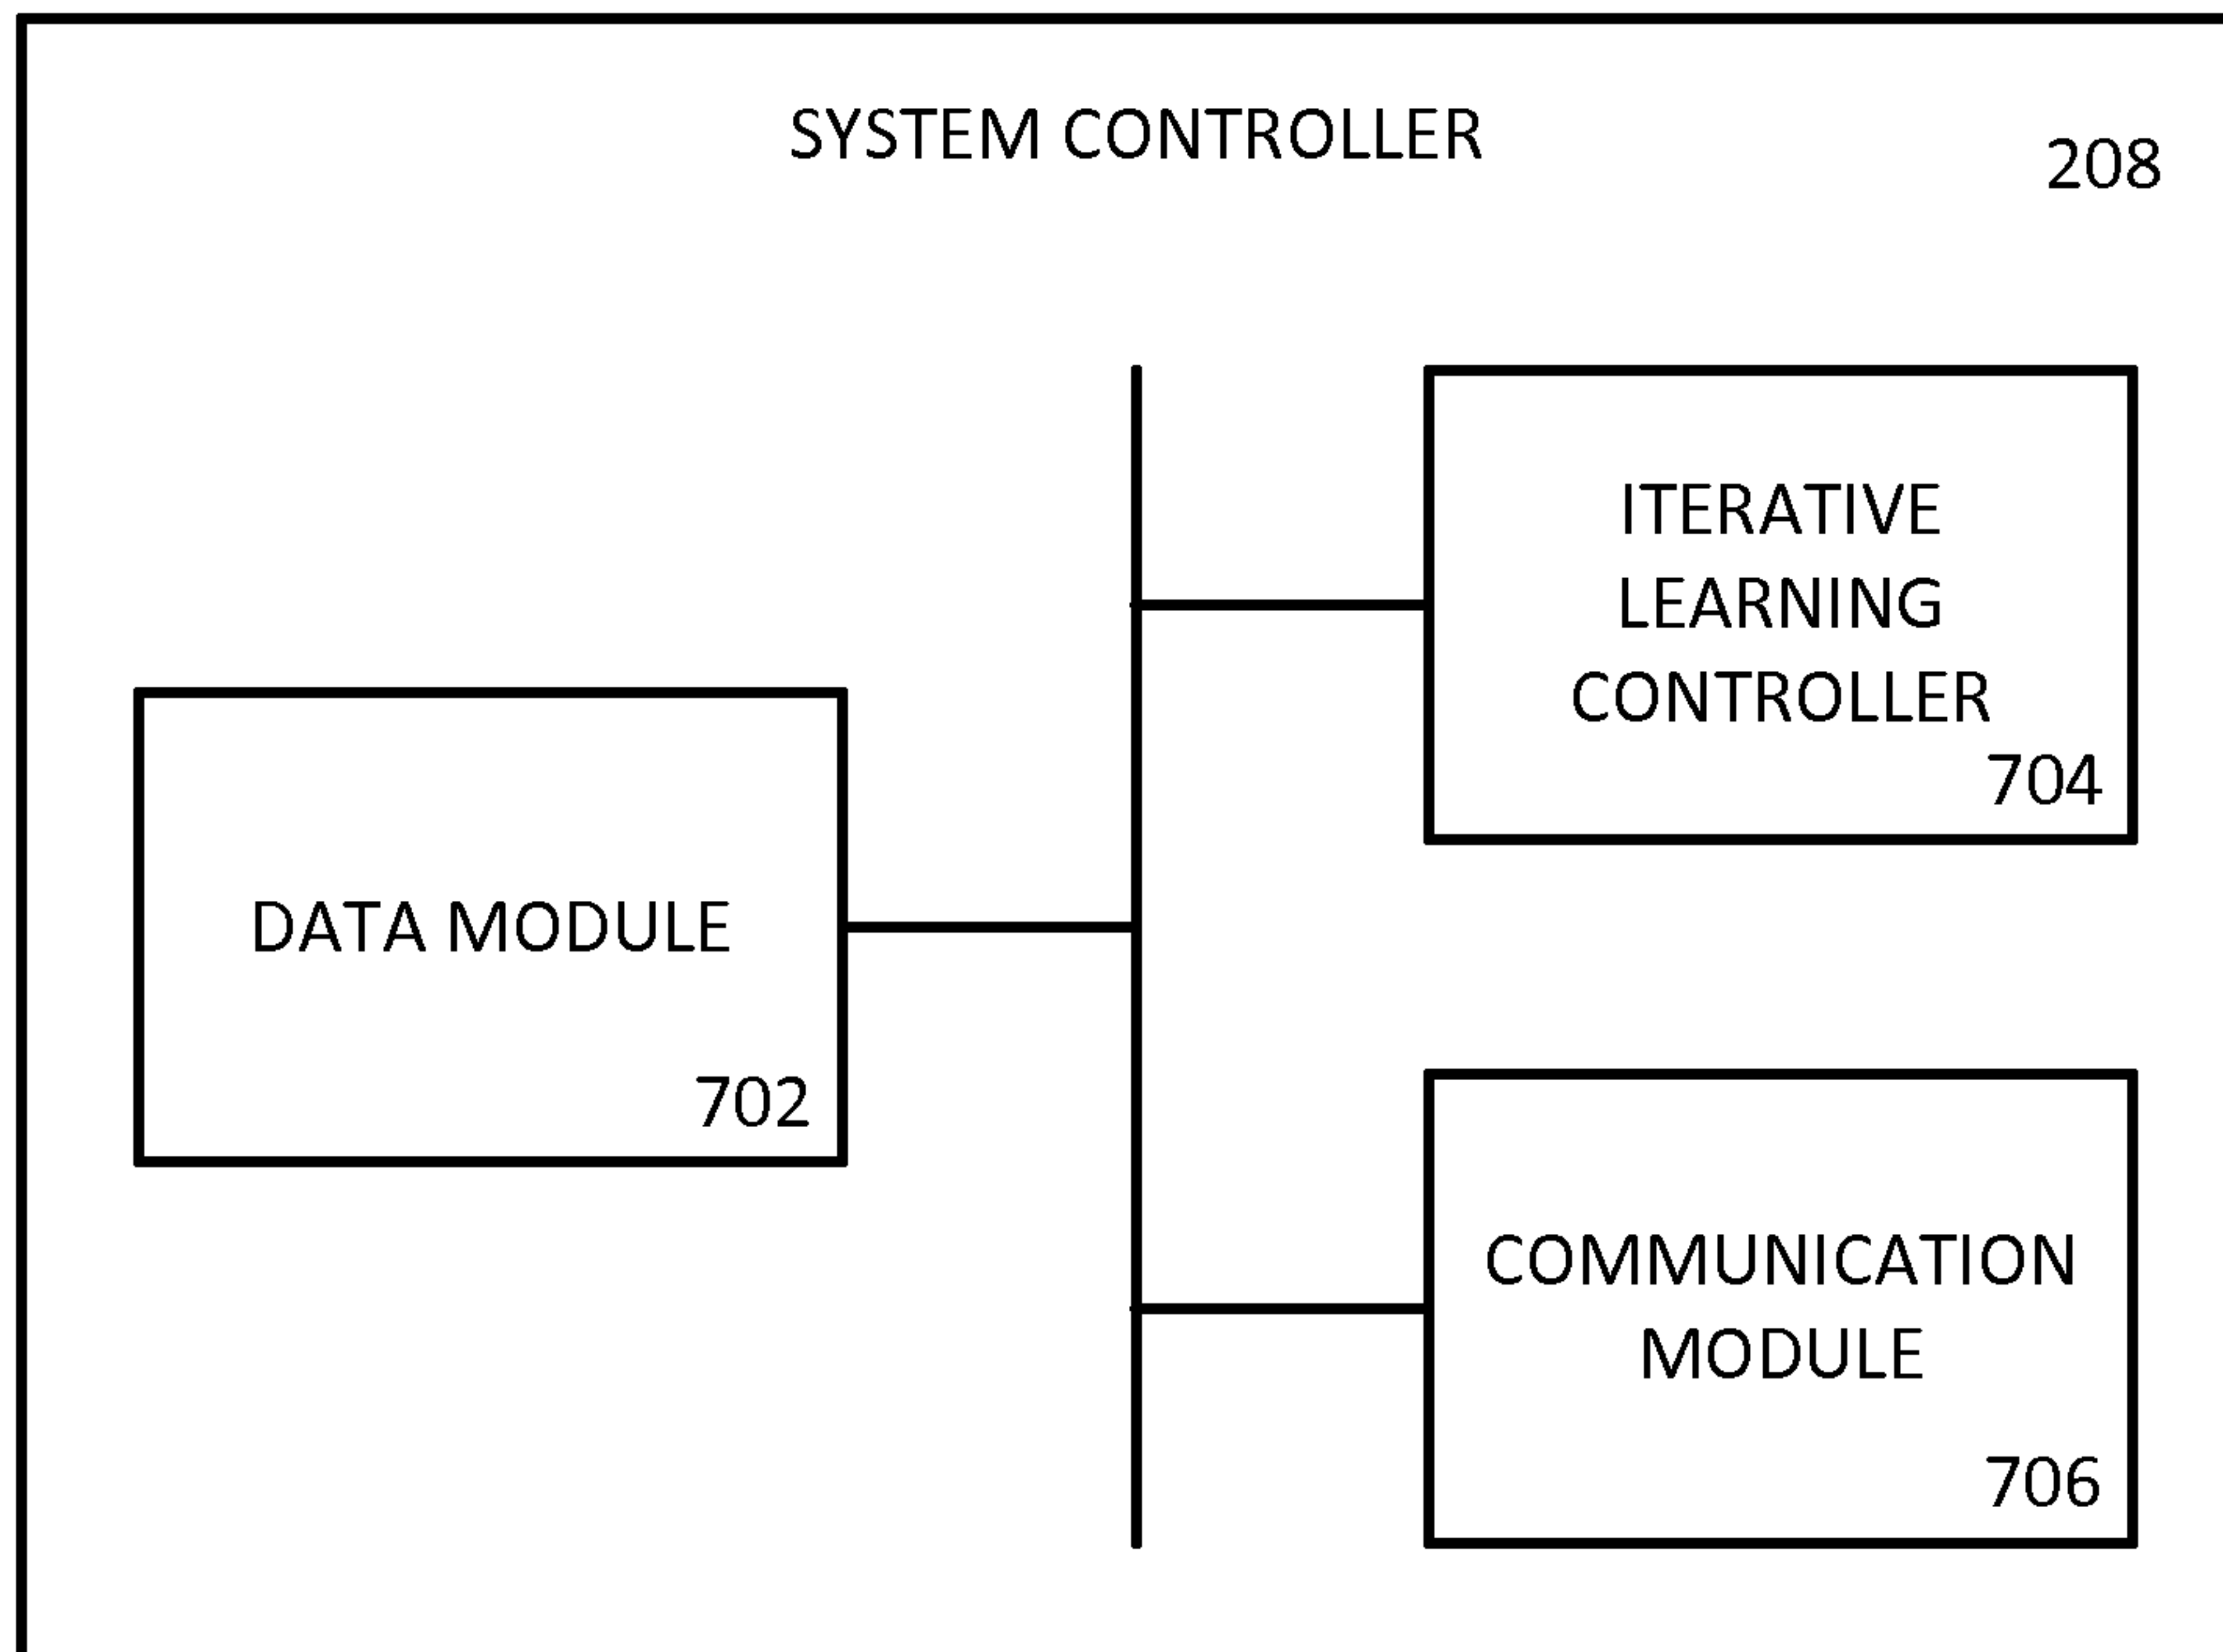 SYSTEM CONTROLLER
208
ITERATIVE
LEARNING
CONTROLLER
704
DATA MODULE
702
COMMUNICATION
MODULE
706